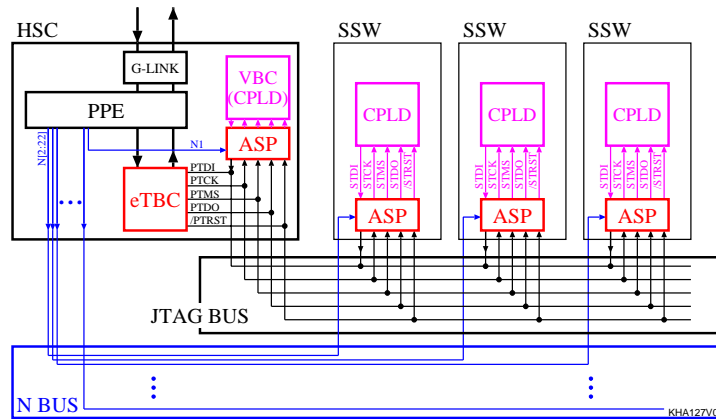 HSC
SSW
SSW
SSW
G-LINK
VBC
(CPLD)
PPE
CPLD
CPLD
CPLD
N[2:22]
N1
ASP
eTBC
PTDI
PTCK
PTMS
PTDO
/PTRST
STDI
STCK
STMS
STDO
/STRST
STDI
STCK
STMS
STDO
/STRST
STDI
STCK
STMS
STDO
/STRST
ASP
ASP
ASP
JTAG BUS
N BUS
KHA127V0